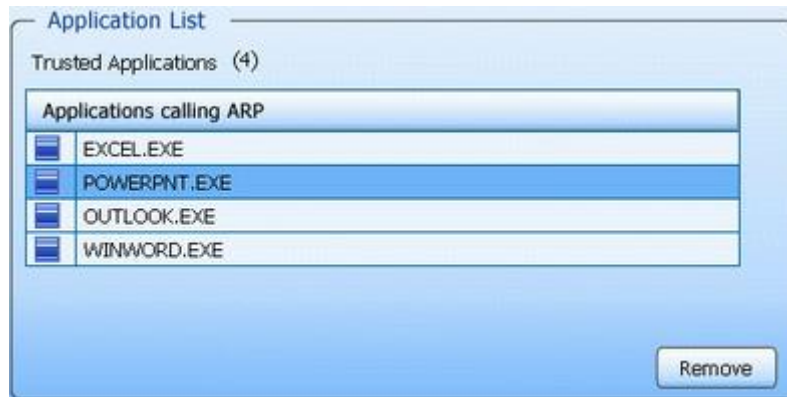 Application List
Trusted Applications (4)
Applications calling ARP
EXCEL.EXE
POWERPNT.EXE
OUTLOOK.EXE
WINWORD.EXE
Remove